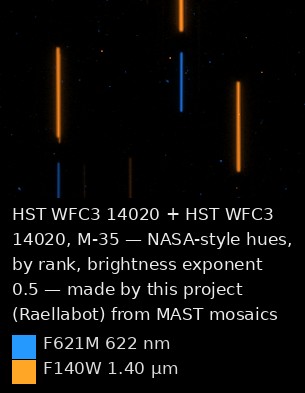 HST WFC3 14020 + HST WFC3
14020, M-35 — NASA-style hues,
by rank, brightness exponent
0.5 — made by this project
(Raellabot) from MAST mosaics
F621M 622 nm
F140W 1.40 μm